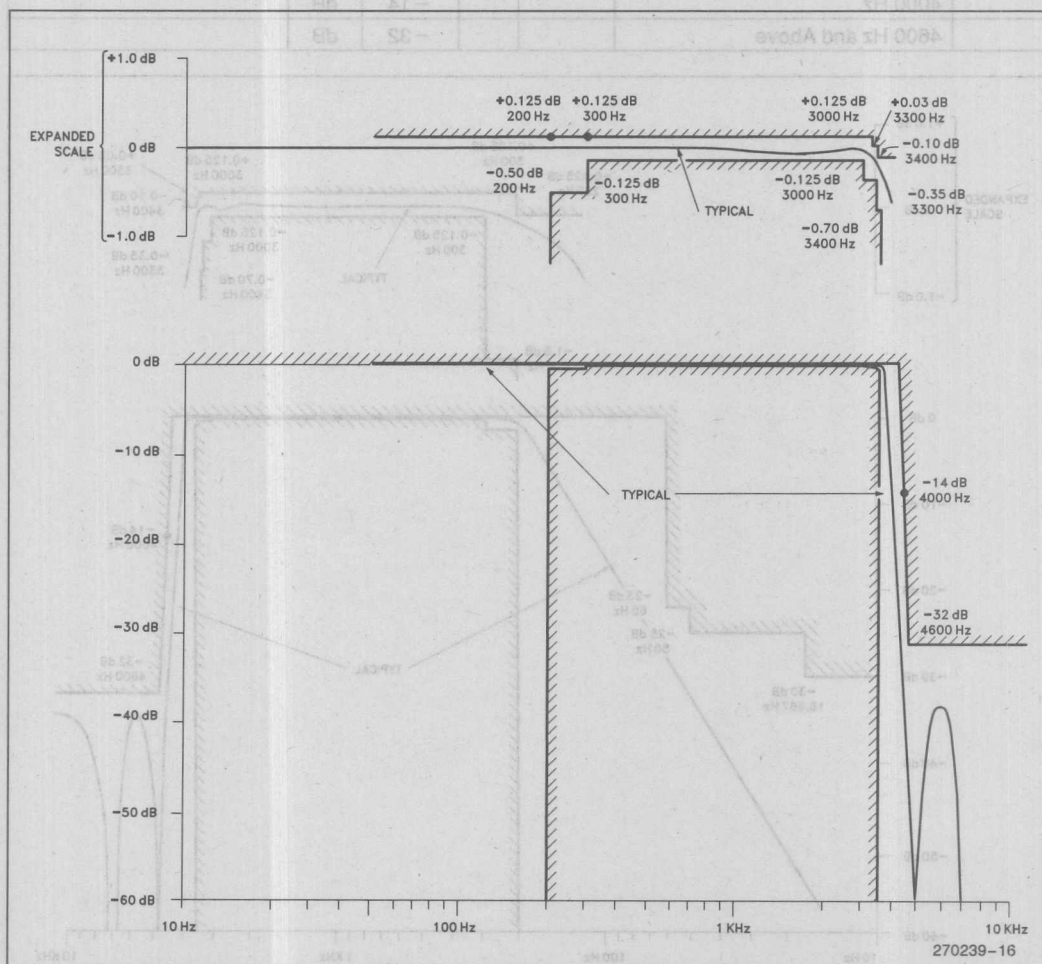 4000 Hz -14 dB
4600 Hz and Above -32 dB
+1.0 dB
EXPANDED
SCALE
0 dB
-1.0 dB
+0.125 dB
200 Hz
+0.125 dB
300 Hz
+0.125 dB
3000 Hz
+0.03 dB
3300 Hz
-0.10 dB
3400 Hz
-0.50 dB
200 Hz
-0.125 dB
300 Hz
TYPICAL
-0.125 dB
3000 Hz
-0.35 dB
3300 Hz
-0.70 dB
3400 Hz
0 dB
-10 dB
-20 dB
-30 dB
-40 dB
-50 dB
-60 dB
TYPICAL
-14 dB
4000 Hz
-32 dB
4600 Hz
10 Hz
100 Hz
1 KHz
10 KHz
270239-16